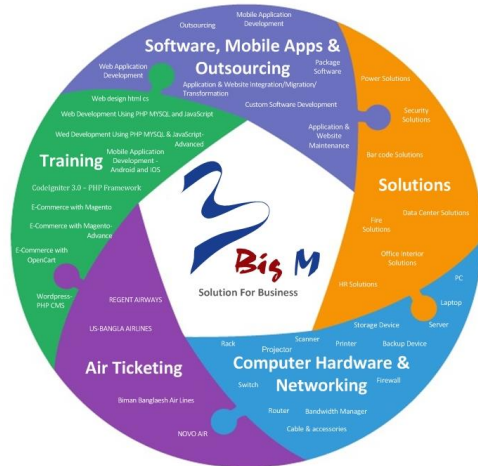 Mobile Application
Development
Outsourcing
Software, Mobile Apps &
Outsourcing
Web Application
Development
Package
Software
Application & Website Integration/Migration/
Transformation
Custom Software Development
Application &
Website
Maintenance
Power Solutions
Security
Solutions
Bar code Solutions
Solutions
Data Center Solutions
Fire
Solutions
Office Interior
Solutions
HR Solutions
Web design html cs
Web Development Using PHP MYSQL and JavaScript
Wed Development Using PHP MYSQL & JavaScript-
Advanced
Training
Mobile Application
Development -
Android and iOS
CodeIgniter 3.0 - PHP Framework
E-Commerce with Magento
E-Commerce with Magento-
Advance
E-Commerce with
OpenCart
Wordpress-
PHP CMS
Big M
Solution For Business
REGENT AIRWAYS
US-BANGLA AIRLINES
Air Ticketing
Biman Banglaesh Air Lines
NOVO AIR
PC
Laptop
Server
Storage Device
Backup Device
Scanner
Printer
Rack
Projector
Computer Hardware &
Networking
Switch
Firewall
Router
Bandwidth Manager
Cable & accessories